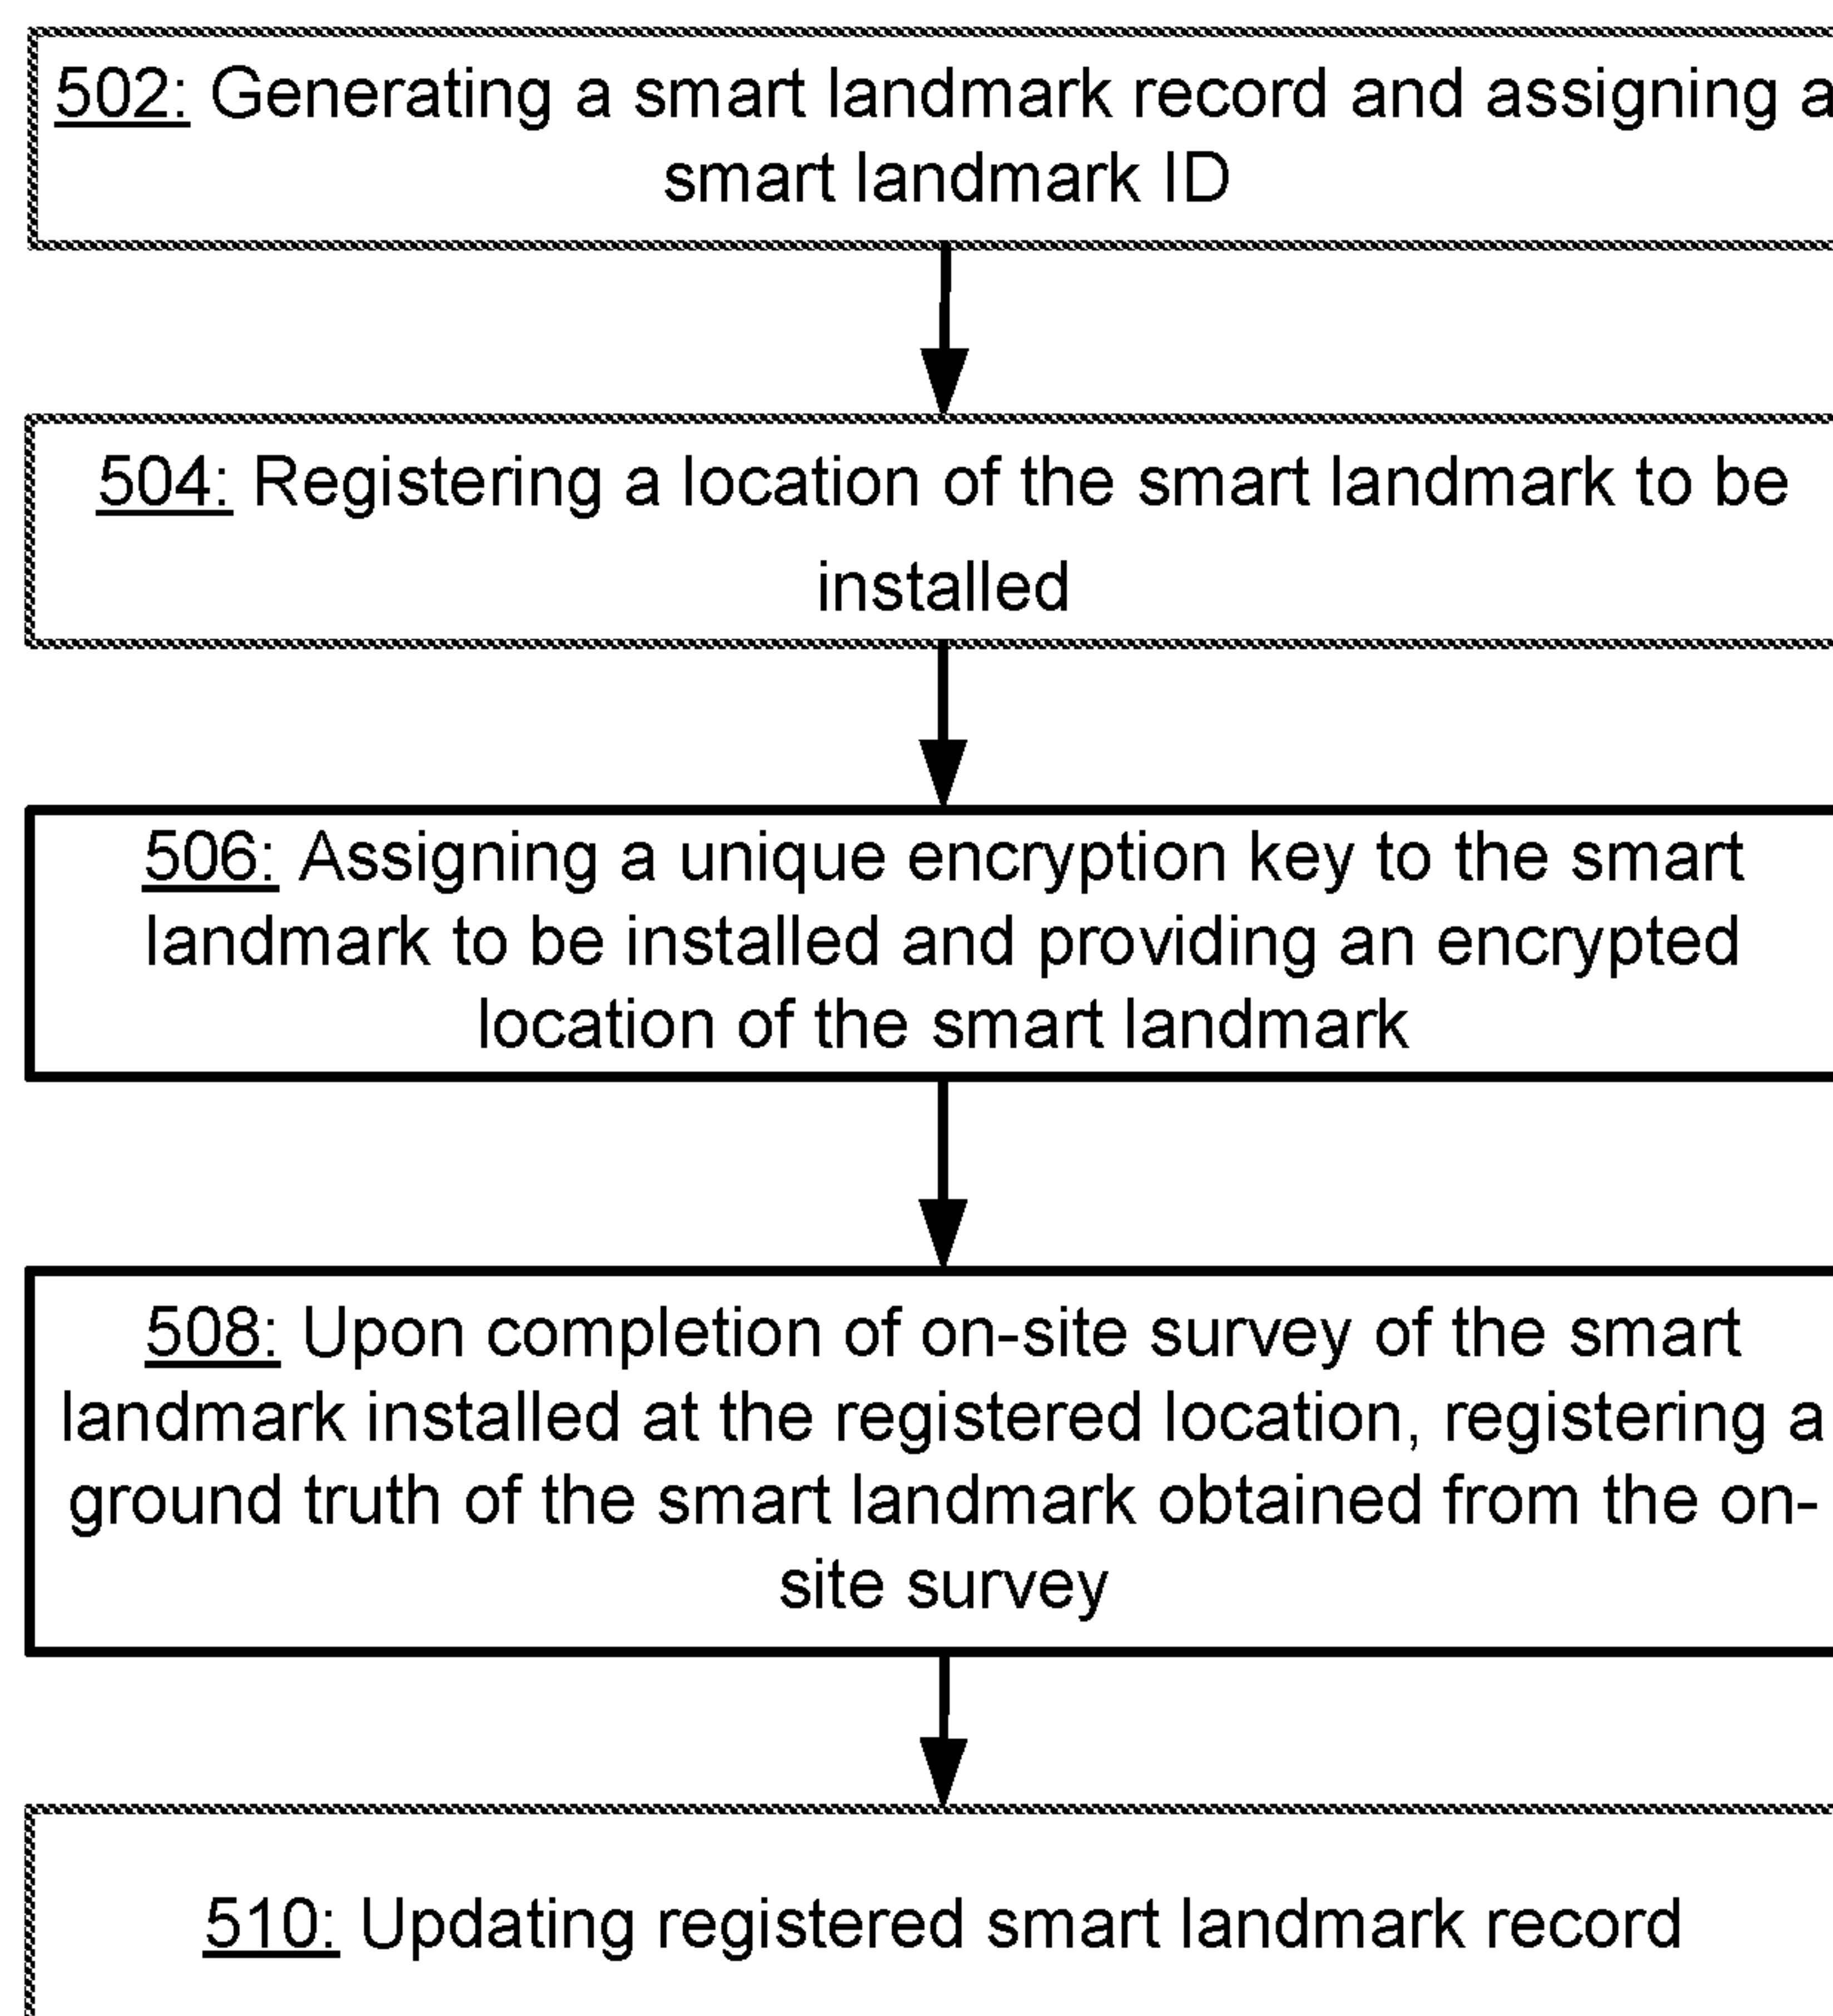 502: Generating a smart landmark record and assigning a
smart landmark ID
504: Registering a location of the smart landmark to be
installed
506: Assigning a unique encryption key to the smart
landmark to be installed and providing an encrypted
location of the smart landmark
508: Upon completion of on-site survey of the smart
landmark installed at the registered location, registering a
ground truth of the smart landmark obtained from the on-
site survey
510: Updating registered smart landmark record